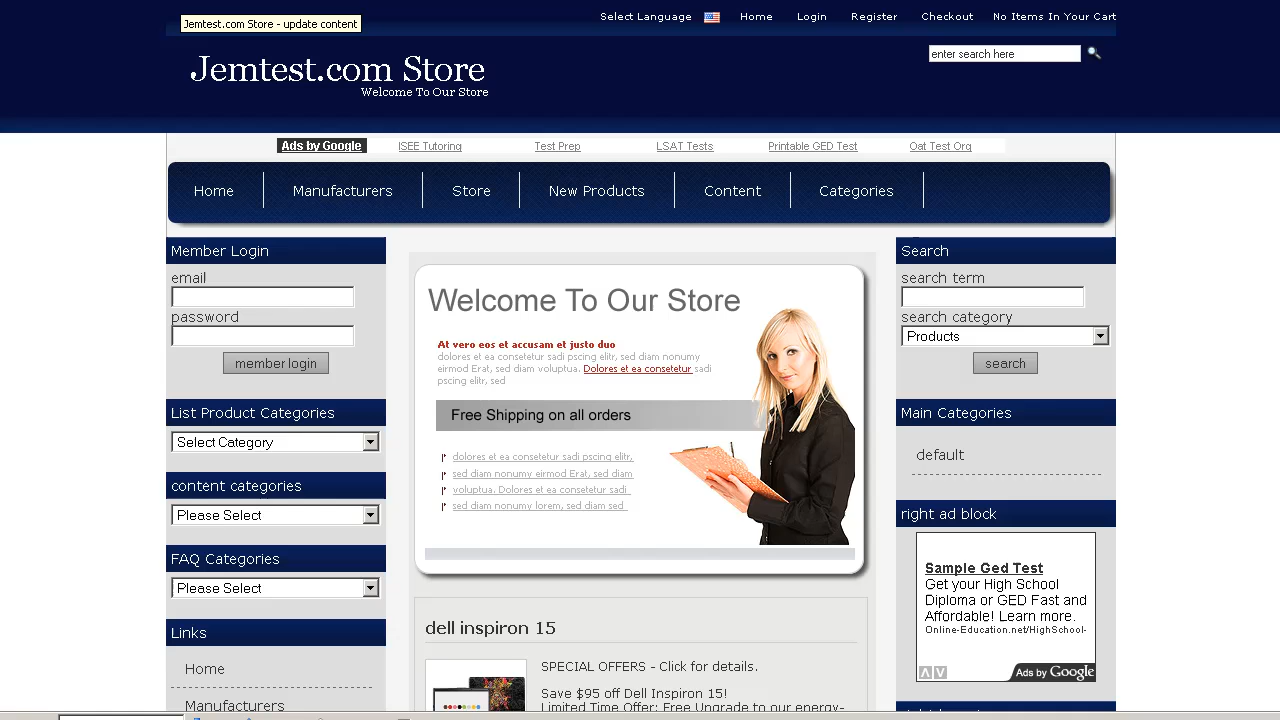 Jemtest.com Store - update content
Select Language
Home
Login
Register
Checkout
No Items In Your Cart
enter search here
Jemtest.com Store
Welcome To Our Store
Ads by Google
ISEE Tutoring
Test Prep
LSAT Tests
Printable GED Test
Oat Test Org
Home
Manufacturers
Store
New Products
Content
Categories
Member Login
email
password
member login
List Product Categories
Select Category
content categories
Please Select
FAQ Categories
Please Select
Links
Home
Manufacturers
Welcome To Our Store
At vero eos et accusam et justo duo
dolores et ea consetetur sadi pscing elitr, sed diam nonumy
eirmod Erat, sed diam voluptua. Dolores et ea consetetur sadi
pscing elitr, sed
Free Shipping on all orders
dolores et ea consetetur sadi pscing elitr,
sed diam nonumy eirmod Erat, sed diam
voluptua. Dolores et ea consetetur sadi
sed diam nonumy lorem, sed diam sed
dell inspiron 15
SPECIAL OFFERS - Click for details.
Save $95 off Dell Inspiron 15!
Limited Time Offer: Free Upgrade to our energy-
Search
search term
search category
Products
search
Main Categories
default
right ad block
Sample Ged Test
Get your High School
Diploma or GED Fast and
Affordable! Learn more.
Online-Education.net/HighSchool-
Ads by Google